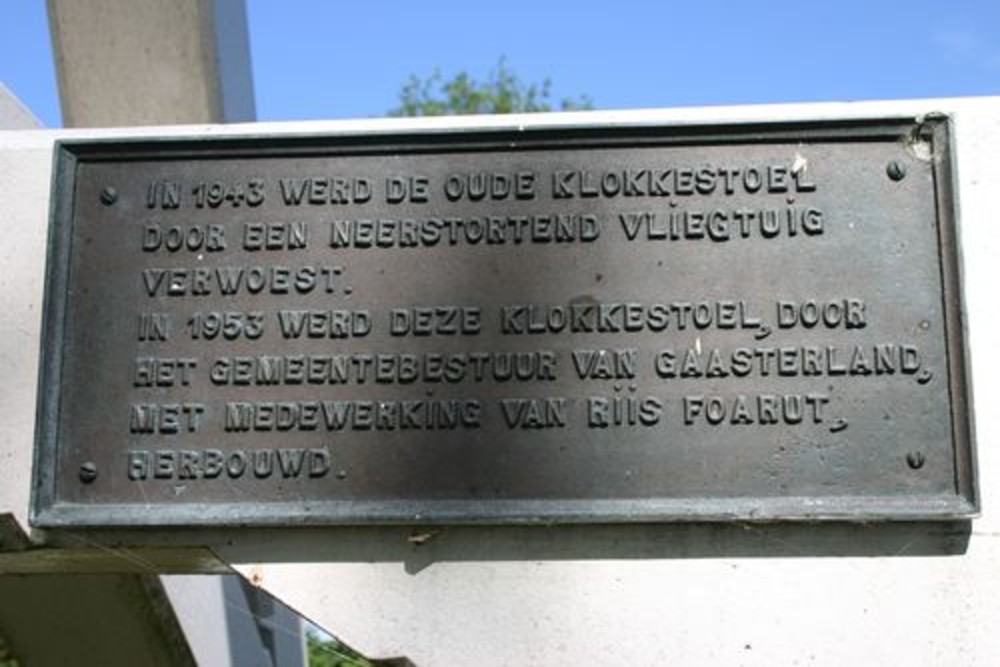 IN 1943 WERD DE OUDE KLOKKESTOEL
DOOR EEN NEERSTORTEND VLIEGTUIG
VERWOEST.
IN 1953 WERD DEZE KLOKKESTOEL, DOOR
HET GEMEENTEBESTUUR VAN GAASTERLAND,
MET MEDEWERKING VAN RIIS FOARUT,
HERBOUWD.